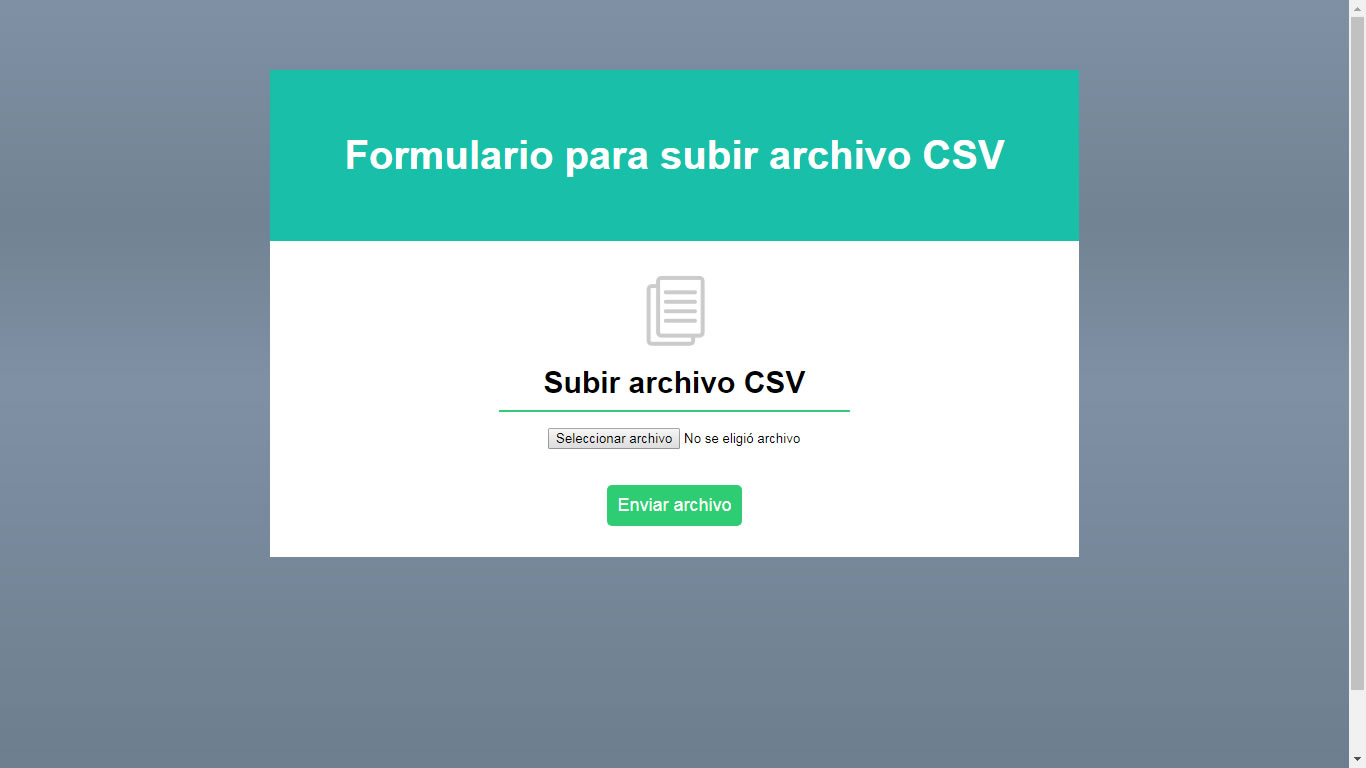 Formulario para subir archivo CSV
Subir archivo CSV
Seleccionar archivo No se eligió archivo
Enviar archivo